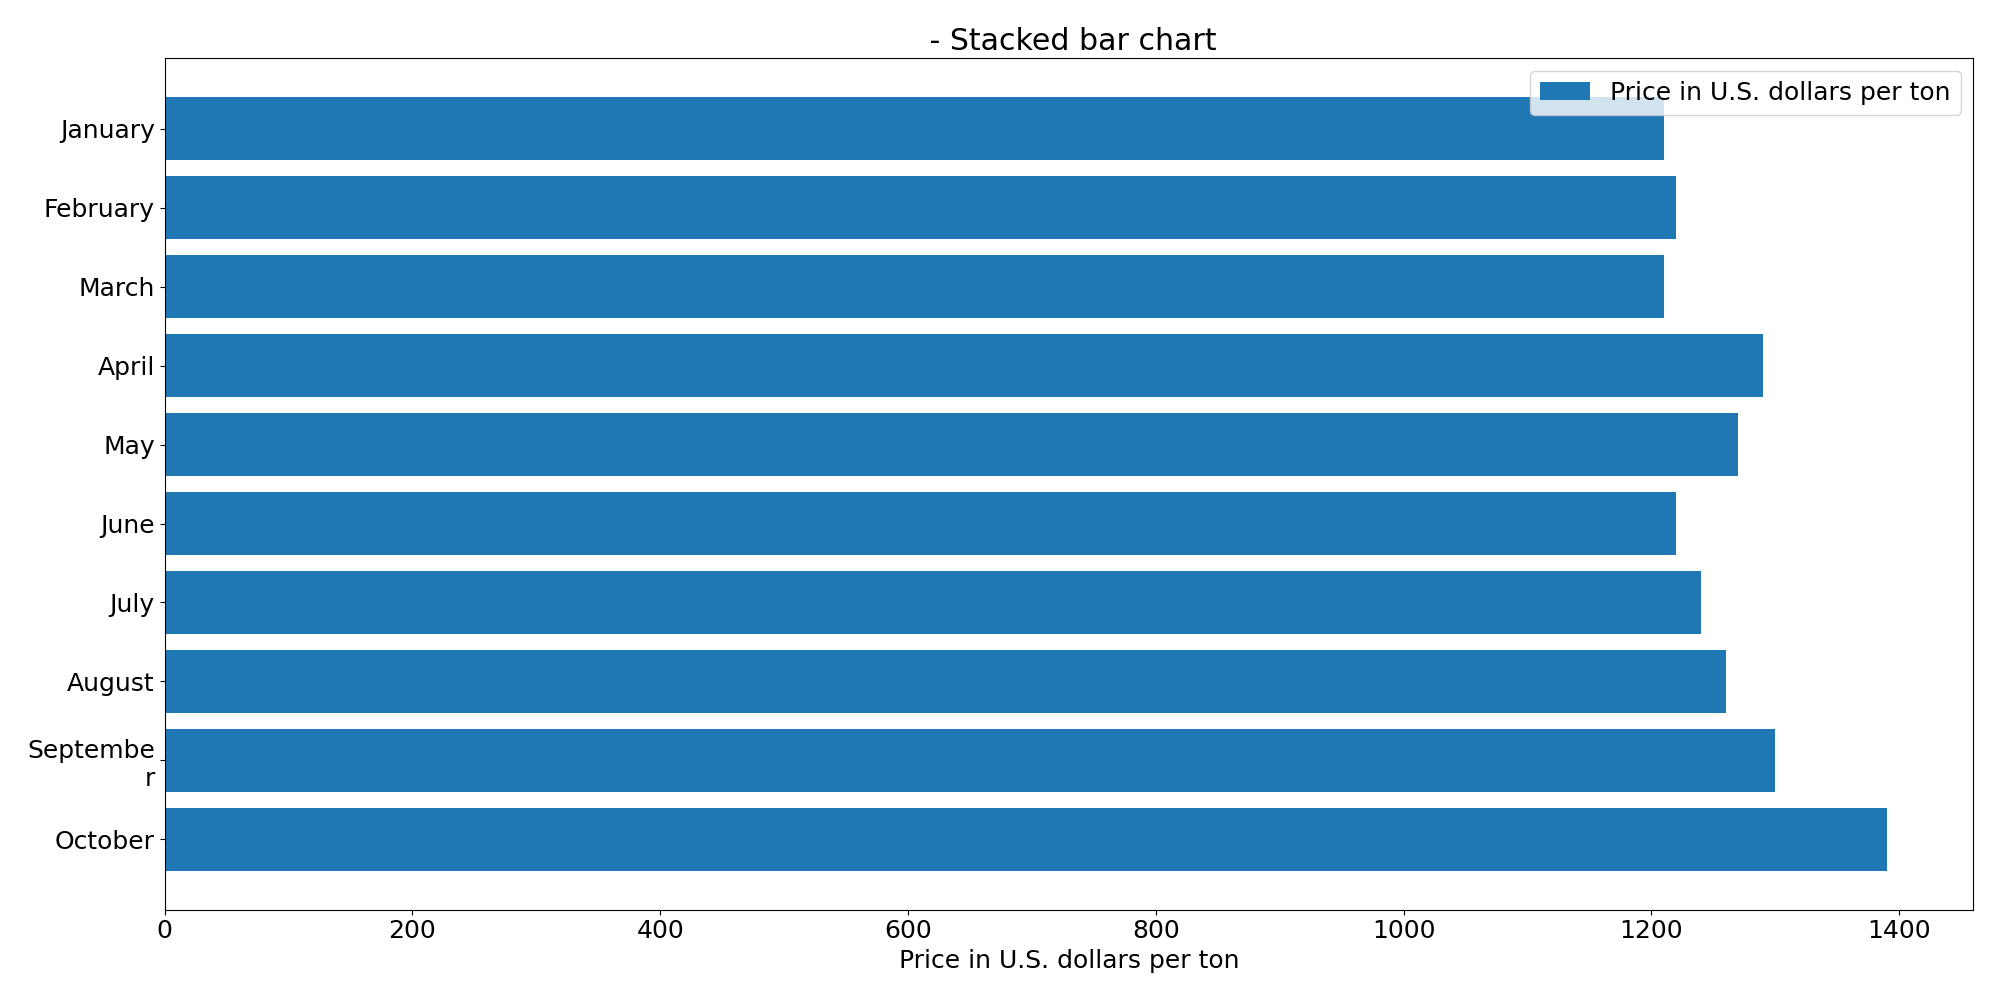 - Stacked bar chart
Price in U.S. dollars per ton
January
February
March
April
May
June
July
August
Septembe
r
October
0 200 400 600 800 1000 1200 1400
Price in U.S. dollars per ton